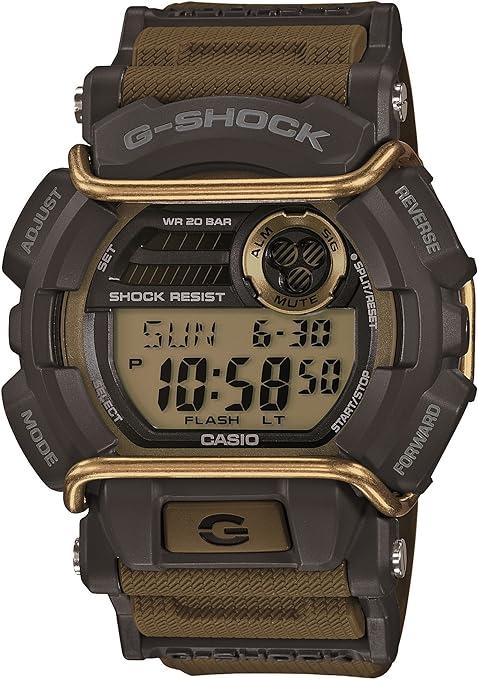 G-SHOCK
ADJUST
REVERSE
WR 20 BAR
ALM
SIG
MUTE
SET
SPLIT/RESET
SHOCK RESIST
SUN 6-30
P 10:58 50
FLASH LT
CASIO
SELECT
START/STOP
MODE
FORWARD
G
G-SHOCK